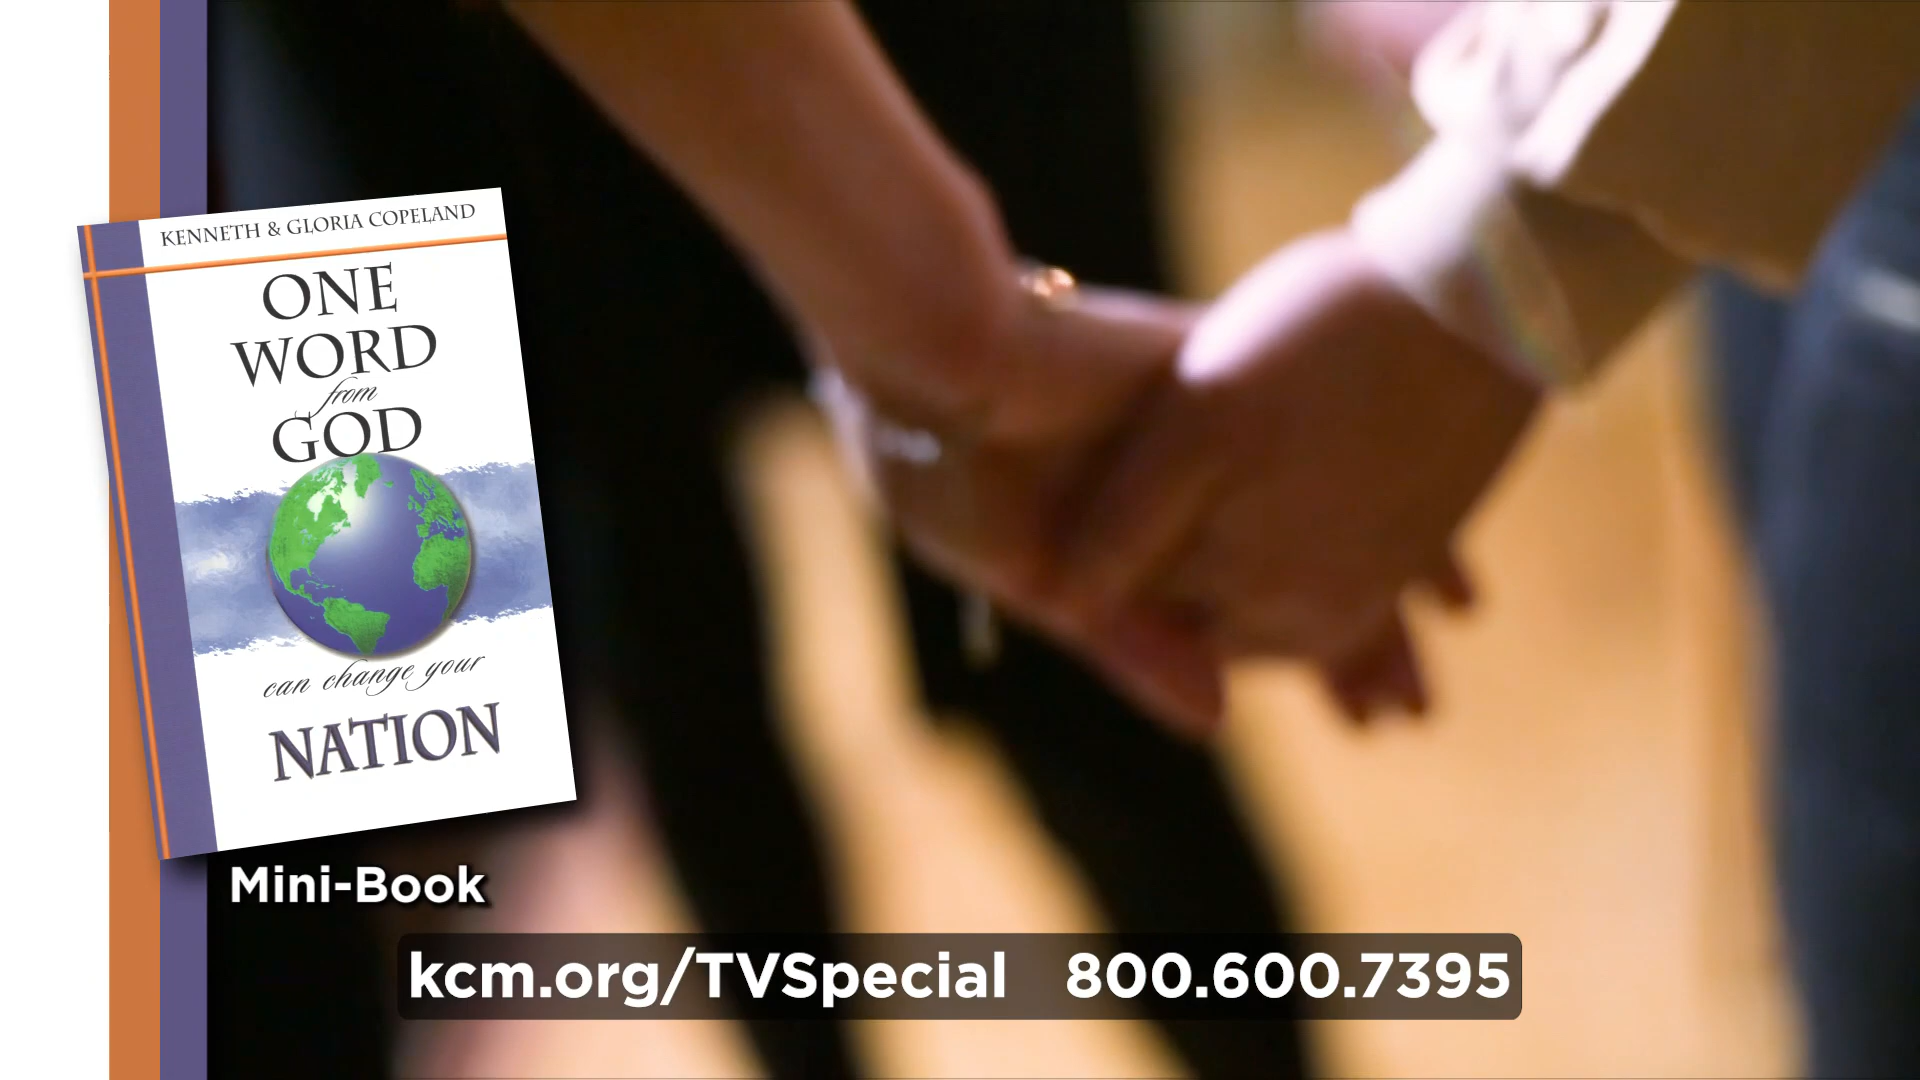 KENNETH & GLORIA COPELAND
ONE
WORD
from
GOD
can change your
NATION
Mini-Book
kcm.org/TVSpecial 800.600.7395